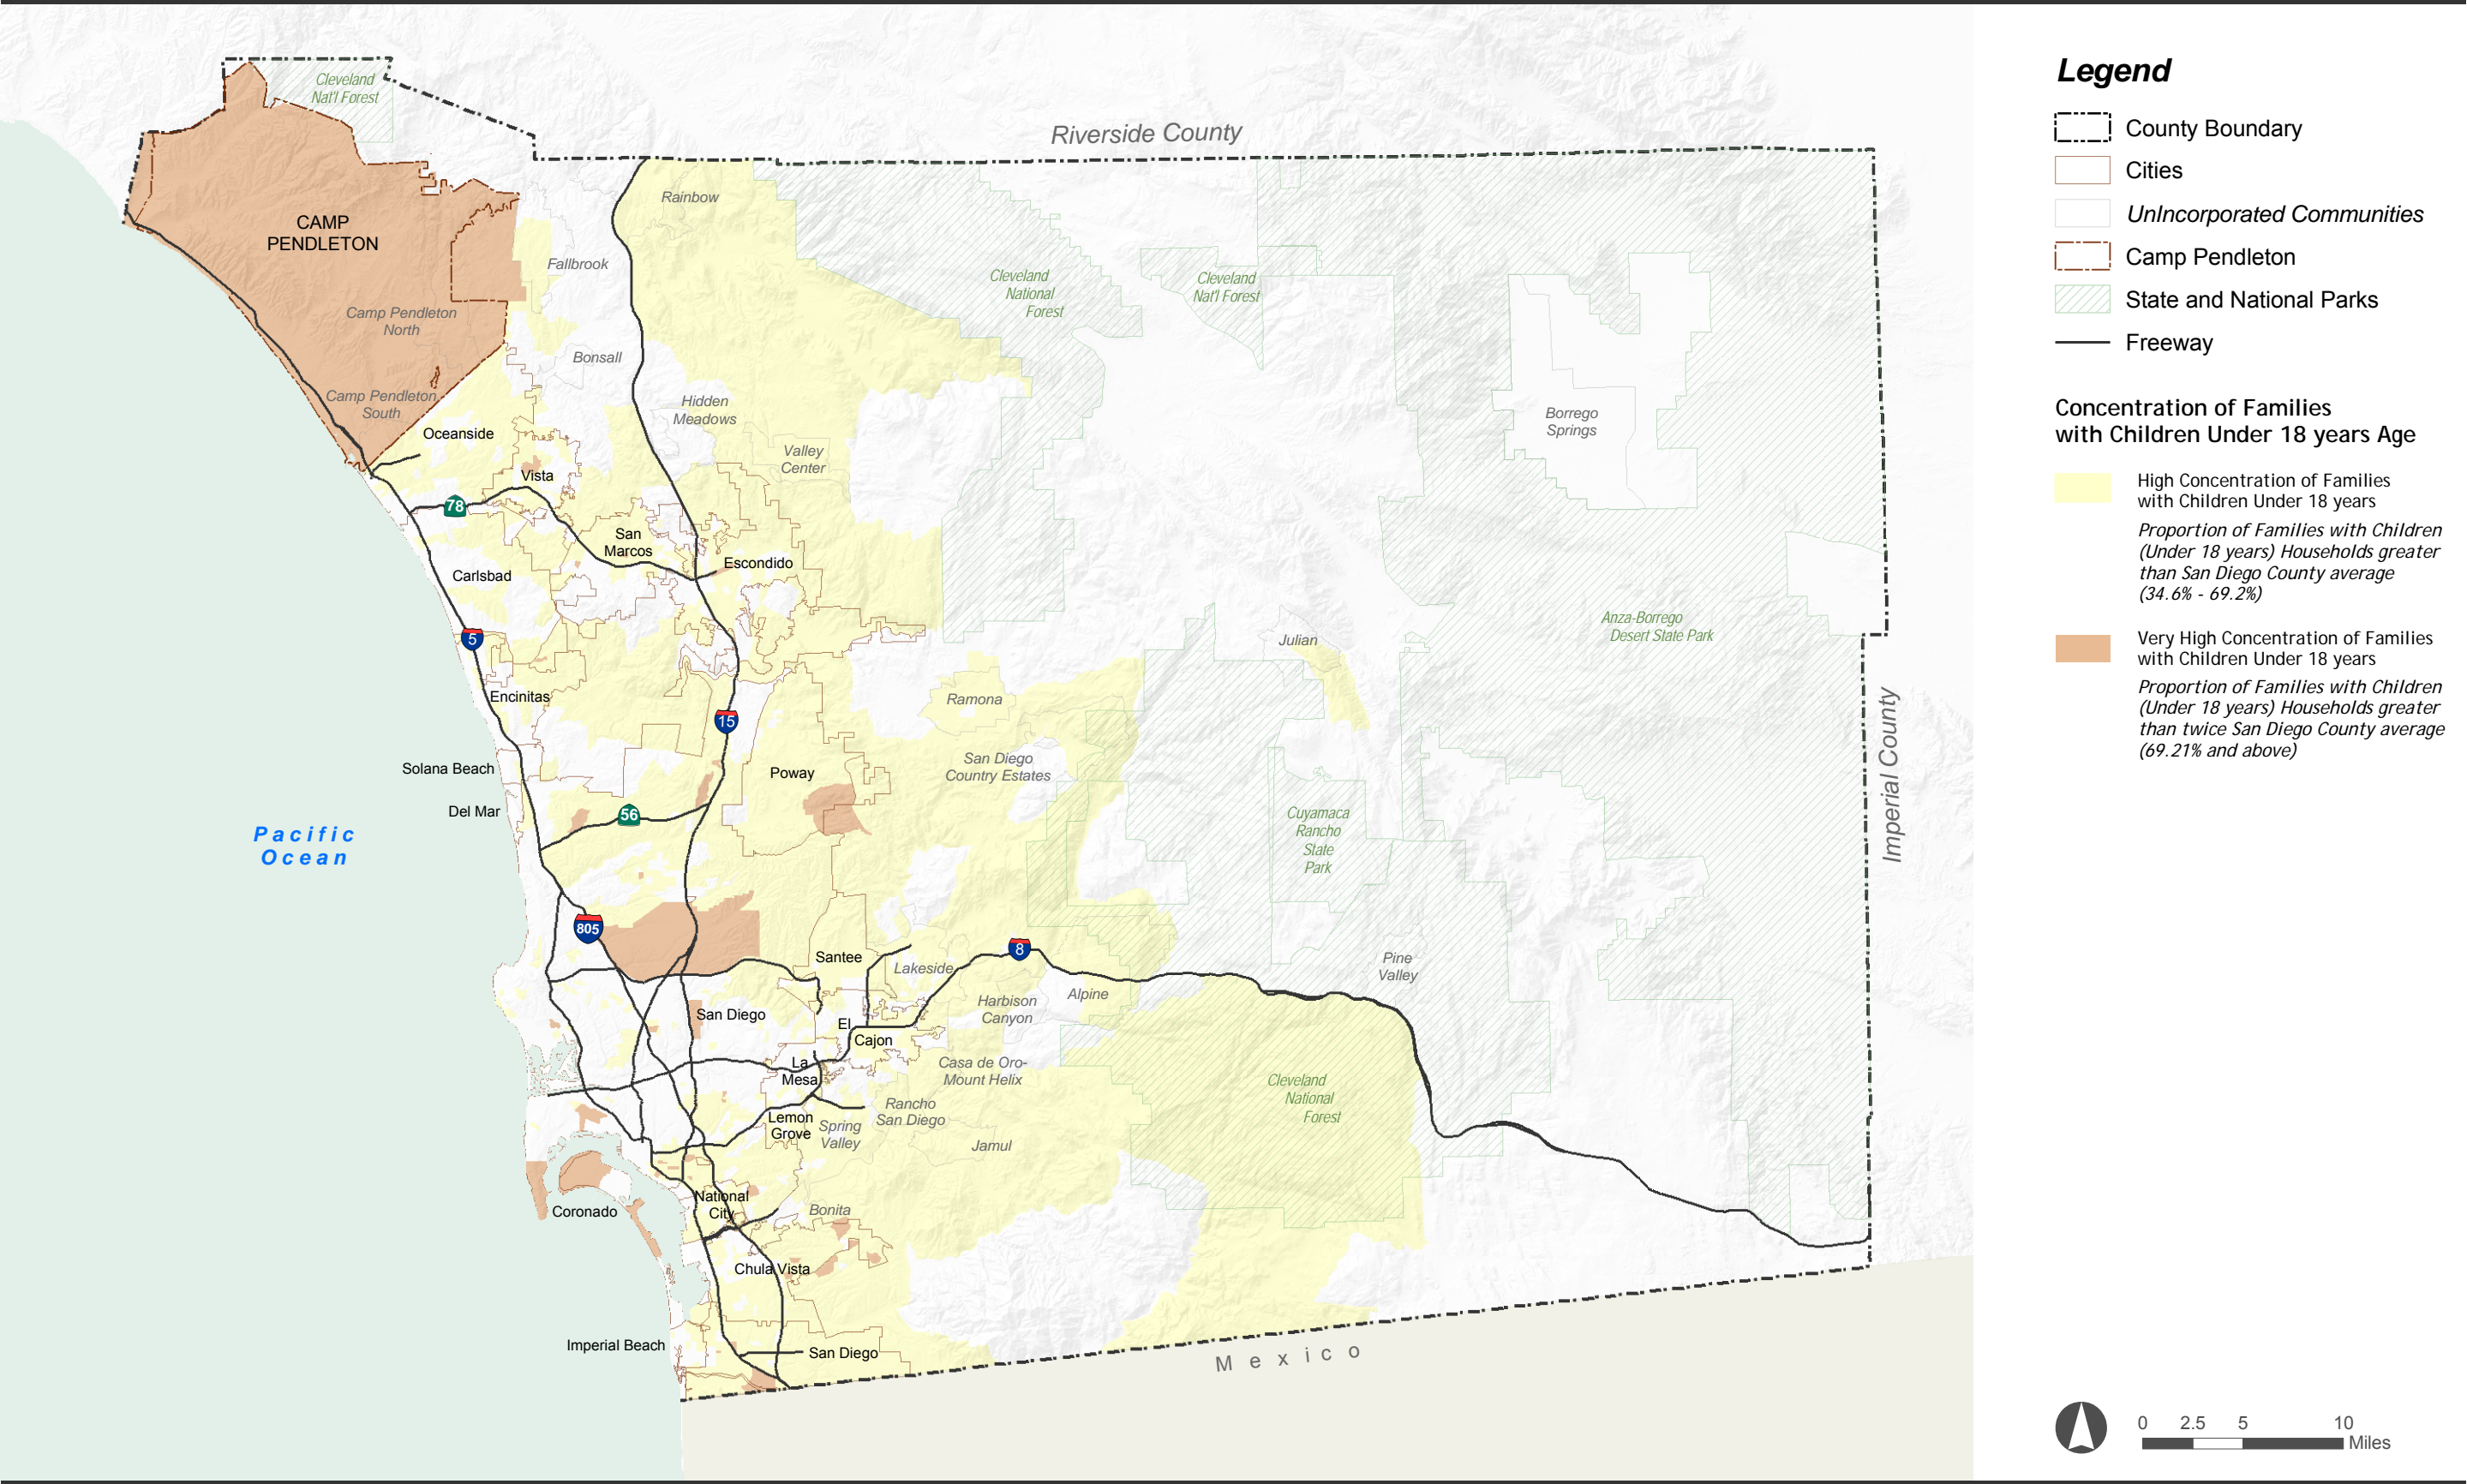 Cleveland
Nat'l Forest
Riverside County
CAMP
PENDLETON
Rainbow
Fallbrook
Cleveland
National
Forest
Cleveland
Nat'l Forest
Camp Pendleton
North
Bonsall
Camp Pendleton
South
Hidden
Meadows
Borrego
Springs
Oceanside
Valley
Center
Vista
78
San
Marcos
Escondido
Carlsbad
5
Anza-Borrego
Desert State Park
Julian
Encinitas
Ramona
15
Imperial County
Solana Beach
Poway
San Diego
Country Estates
Del Mar
56
Cuyamaca
Rancho
State
Park
Pacific
Ocean
805
Santee
8
Lakeside
Pine
Valley
Harbison
Canyon
Alpine
San Diego
El
Cajon
La
Mesa
Casa de Oro-
Mount Helix
Cleveland
National
Forest
Lemon
Grove
Rancho
San Diego
Spring
Valley
Jamul
National
City
Coronado
Bonita
Chula Vista
Imperial Beach
San Diego
Mexico
Legend
County Boundary
Cities
UnIncorporated Communities
Camp Pendleton
State and National Parks
Freeway
Concentration of Families
with Children Under 18 years Age
High Concentration of Families
with Children Under 18 years
Proportion of Families with Children
(Under 18 years) Households greater
than San Diego County average
(34.6% - 69.2%)
Very High Concentration of Families
with Children Under 18 years
Proportion of Families with Children
(Under 18 years) Households greater
than twice San Diego County average
(69.21% and above)
0 2.5 5 10
Miles